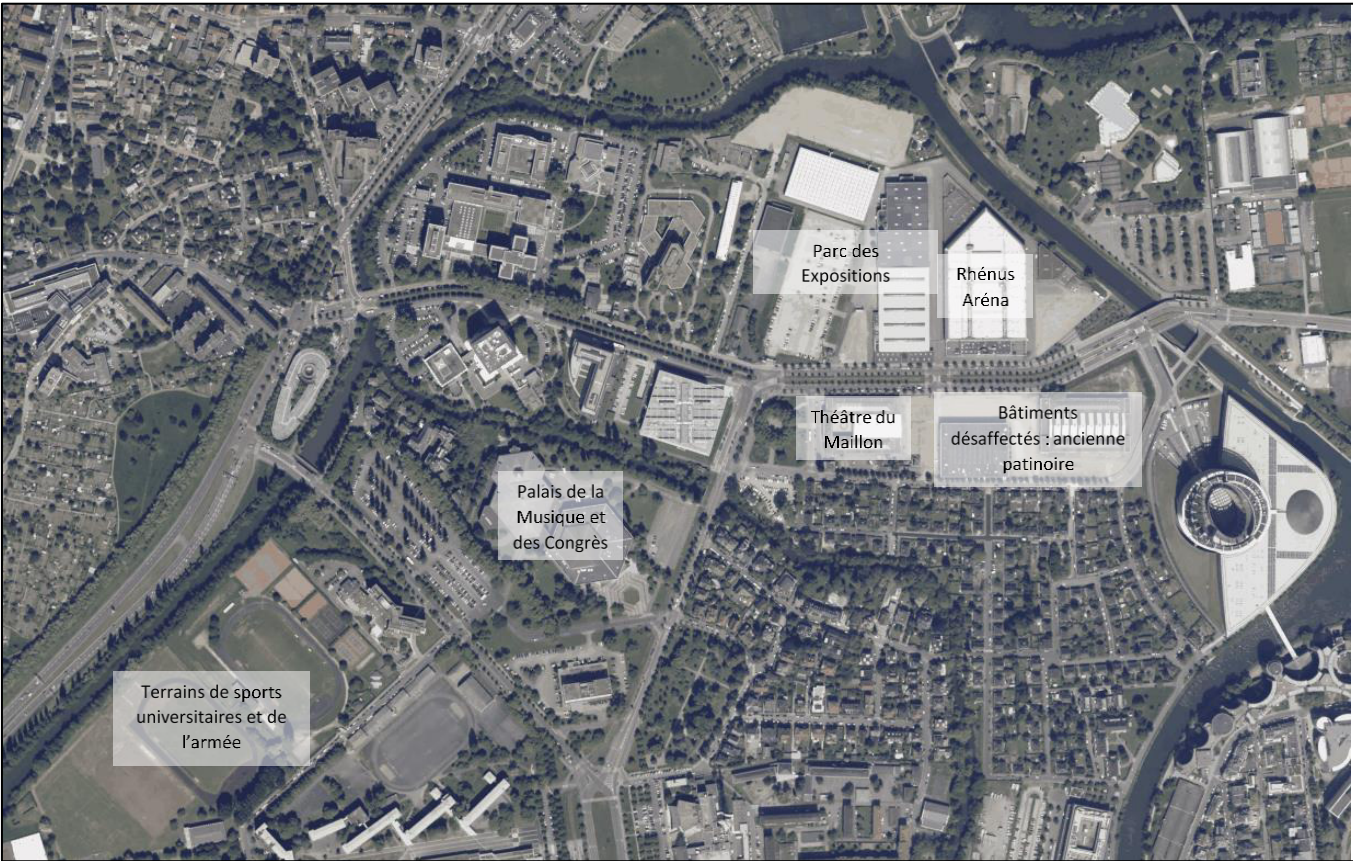 Parc des
Expositions
Rhénus
Aréna
Théâtre du
Maillon
Bâtiments
désaffectés : ancienne
patinoire
Palais de la
Musique et
des Congrès
Terrains de sports
universitaires et de
l’armée